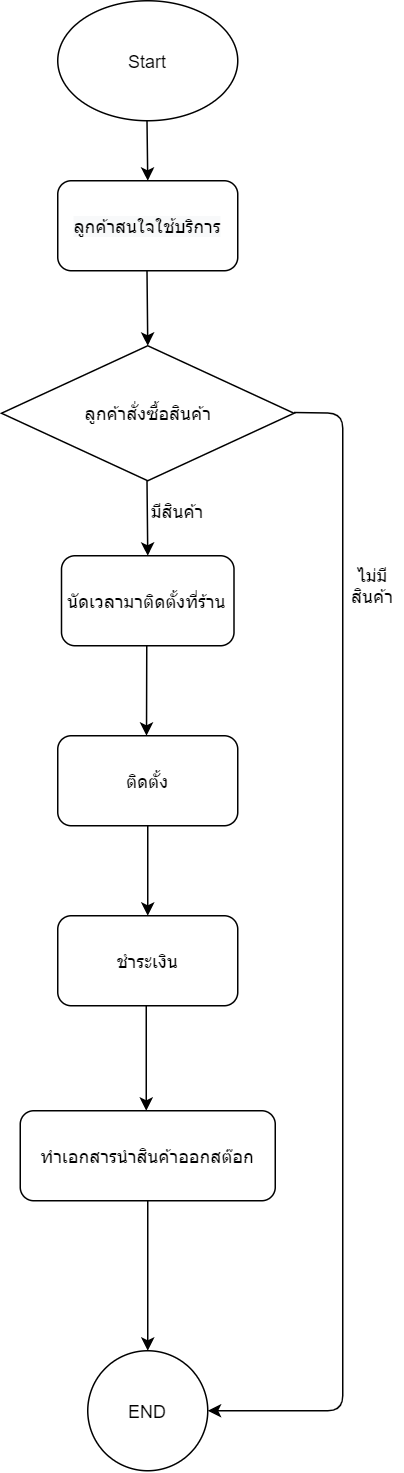 Start
ลูกค้าสนใจใช้บริการ
ลูกค้าสั่งซื้อสินค้า
มีสินค้า
ไม่มี
สินค้า
นัดเวลามาติดตั้งที่ร้าน
ติดตั้ง
ชำระเงิน
ทำเอกสารนำสินค้าออกสต๊อก
END